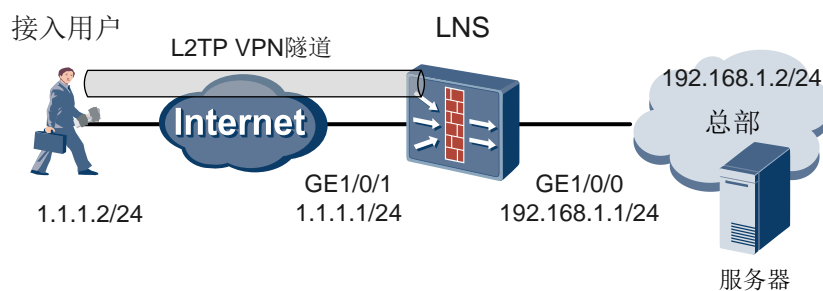 接入用户
L2TP VPN隧道
LNS
192.168.1.2/24
总部
Internet
GE1/0/1
1.1.1.1/24
GE1/0/0
192.168.1.1/24
1.1.1.2/24
服务器